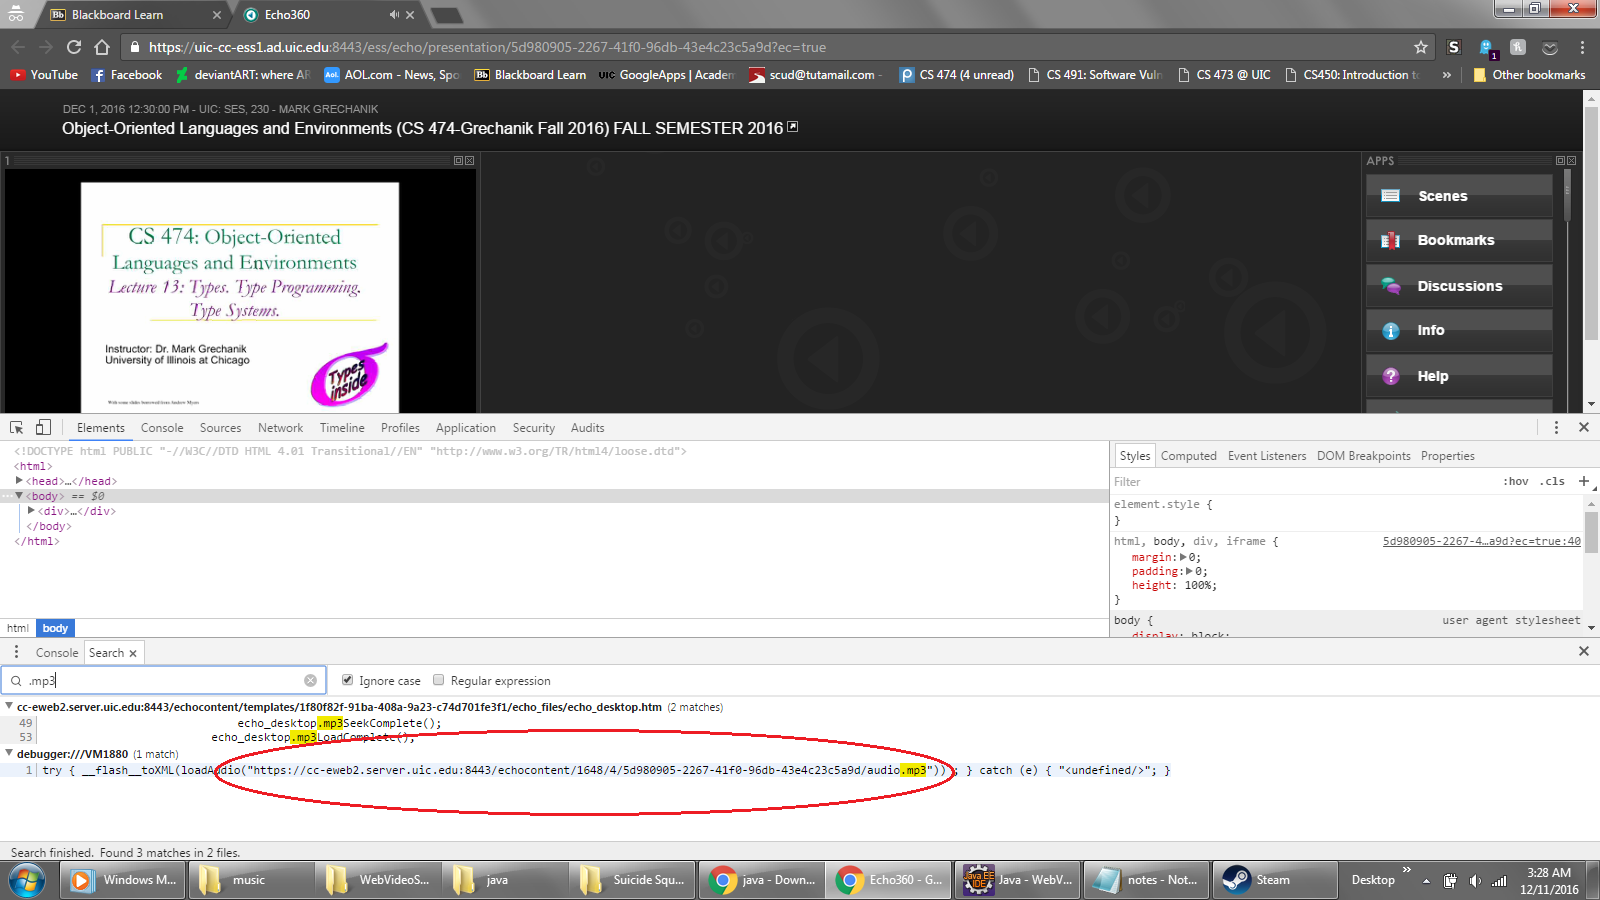 Blackboard Learn
Echo360
https://uic-cc-ess1.ad.uic.edu:8443/ess/echo/presentation/5d980905-2267-41f0-96db-43e4c23c5a9d?ec=true
YouTube
Facebook
deviantART: where AR
AOL.com - News, Spo
Blackboard Learn
GoogleApps | Academ
scud@tutamail.com -
CS 474 (4 unread)
CS 491: Software Vuln
CS 473 @ UIC
CS450: Introduction to
»
Other bookmarks
DEC 1, 2016 12:30:00 PM - UIC: SES, 230 - MARK GRECHANIK
Object-Oriented Languages and Environments (CS 474-Grechanik Fall 2016) FALL SEMESTER 2016
1
APPS
CS 474: Object-Oriented
Languages and Environments
Lecture 13: Types. Type Programming.
Type Systems.
Instructor: Dr. Mark Grechanik
University of Illinois at Chicago
Types
inside
With some slides borrowed from Andrew Myers
Scenes
Bookmarks
Discussions
Info
Help
Elements Console Sources Network Timeline Profiles Application Security Audits
<!DOCTYPE html PUBLIC "-//W3C//DTD HTML 4.01 Transitional//EN" "http://www.w3.org/TR/html4/loose.dtd">
<html>
<head>…</head>
<body> == $0
<div>…</div>
</body>
</html>
html body
Styles Computed Event Listeners DOM Breakpoints Properties
Filter :hov .cls +
element.style {
}
html, body, div, iframe { 5d980905-2267-4…a9d?ec=true:40
margin: 0;
padding: 0;
height: 100%;
}
body { user agent stylesheet
display: block;
Console Search
.mp3
Ignore case Regular expression
cc-eweb2.server.uic.edu:8443/echocontent/templates/1f80f82f-91ba-408a-9a23-c74d701fe3f1/echo_files/echo_desktop.htm (2 matches)
49 echo_desktop.mp3SeekComplete();
53 echo_desktop.mp3LoadComplete();
debugger:///VM1880 (1 match)
1 try { __flash__toXML(loadAudio("https://cc-eweb2.server.uic.edu:8443/echocontent/1648/4/5d980905-2267-41f0-96db-43e4c23c5a9d/audio.mp3")) ; } catch (e) { "<undefined/>"; }
Search finished. Found 3 matches in 2 files.
Windows M...
music
WebVideoS...
java
Suicide Squ...
java - Down...
Echo360 - G...
Java - WebV...
notes - Not...
Steam
Desktop »
3:28 AM
12/11/2016